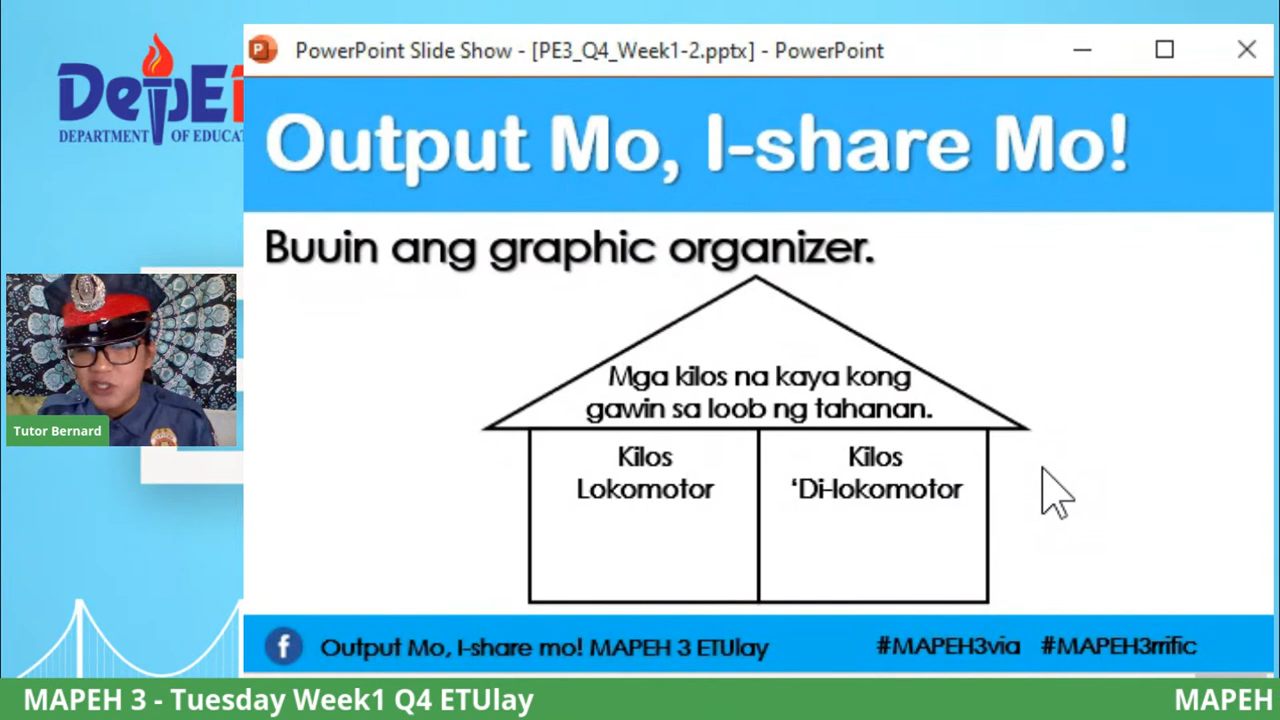 PowerPoint Slide Show - [PE3_Q4_Week1-2.pptx] - PowerPoint
DepE
DEPARTMENT OF EDUCA
Output Mo, I-share Mo!
Buuin ang graphic organizer.
Mga kilos na kaya kong
gawin sa loob ng tahanan.
Kilos
Lokomotor
Kilos
‘Di-lokomotor
Tutor Bernard
Output Mo, I-share mo! MAPEH 3 ETUlay
#MAPEH3via #MAPEH3rrific
MAPEH 3 - Tuesday Week1 Q4 ETUlay
MAPEH